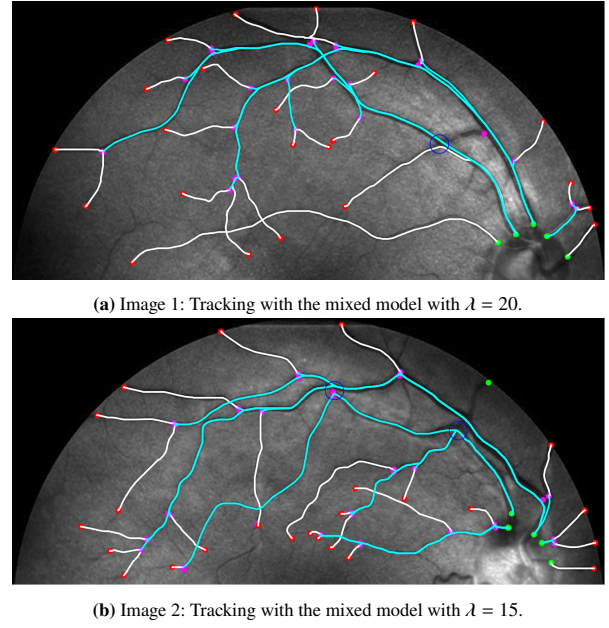 (a) Image 1: Tracking with the mixed model with λ = 20.
(b) Image 2: Tracking with the mixed model with λ = 15.